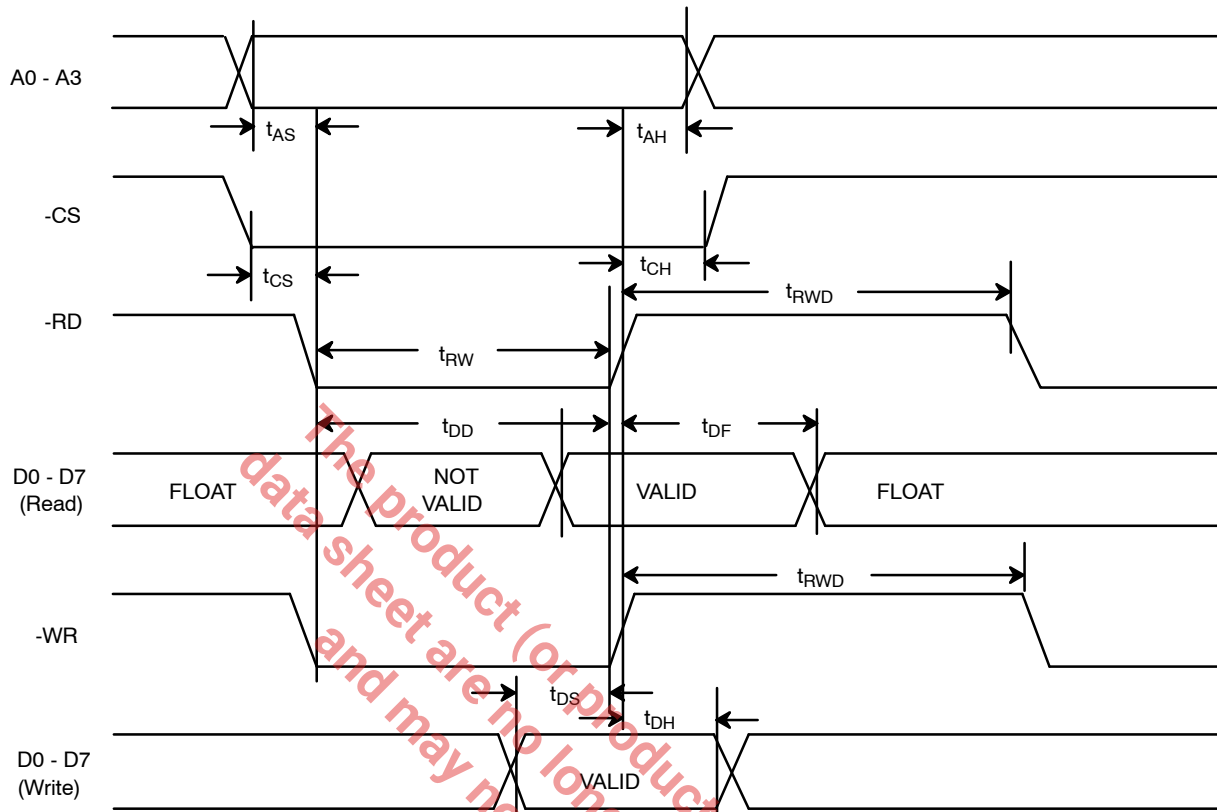 A0 - A3
tAS
tAH
-CS
tCS
tCH
tRWD
-RD
tRW
tDD
tDF
D0 - D7
(Read)
FLOAT
NOT
VALID
VALID
FLOAT
tRWD
-WR
tDS
tDH
D0 - D7
(Write)
VALID
The product (or product
data sheet are no long
and may no